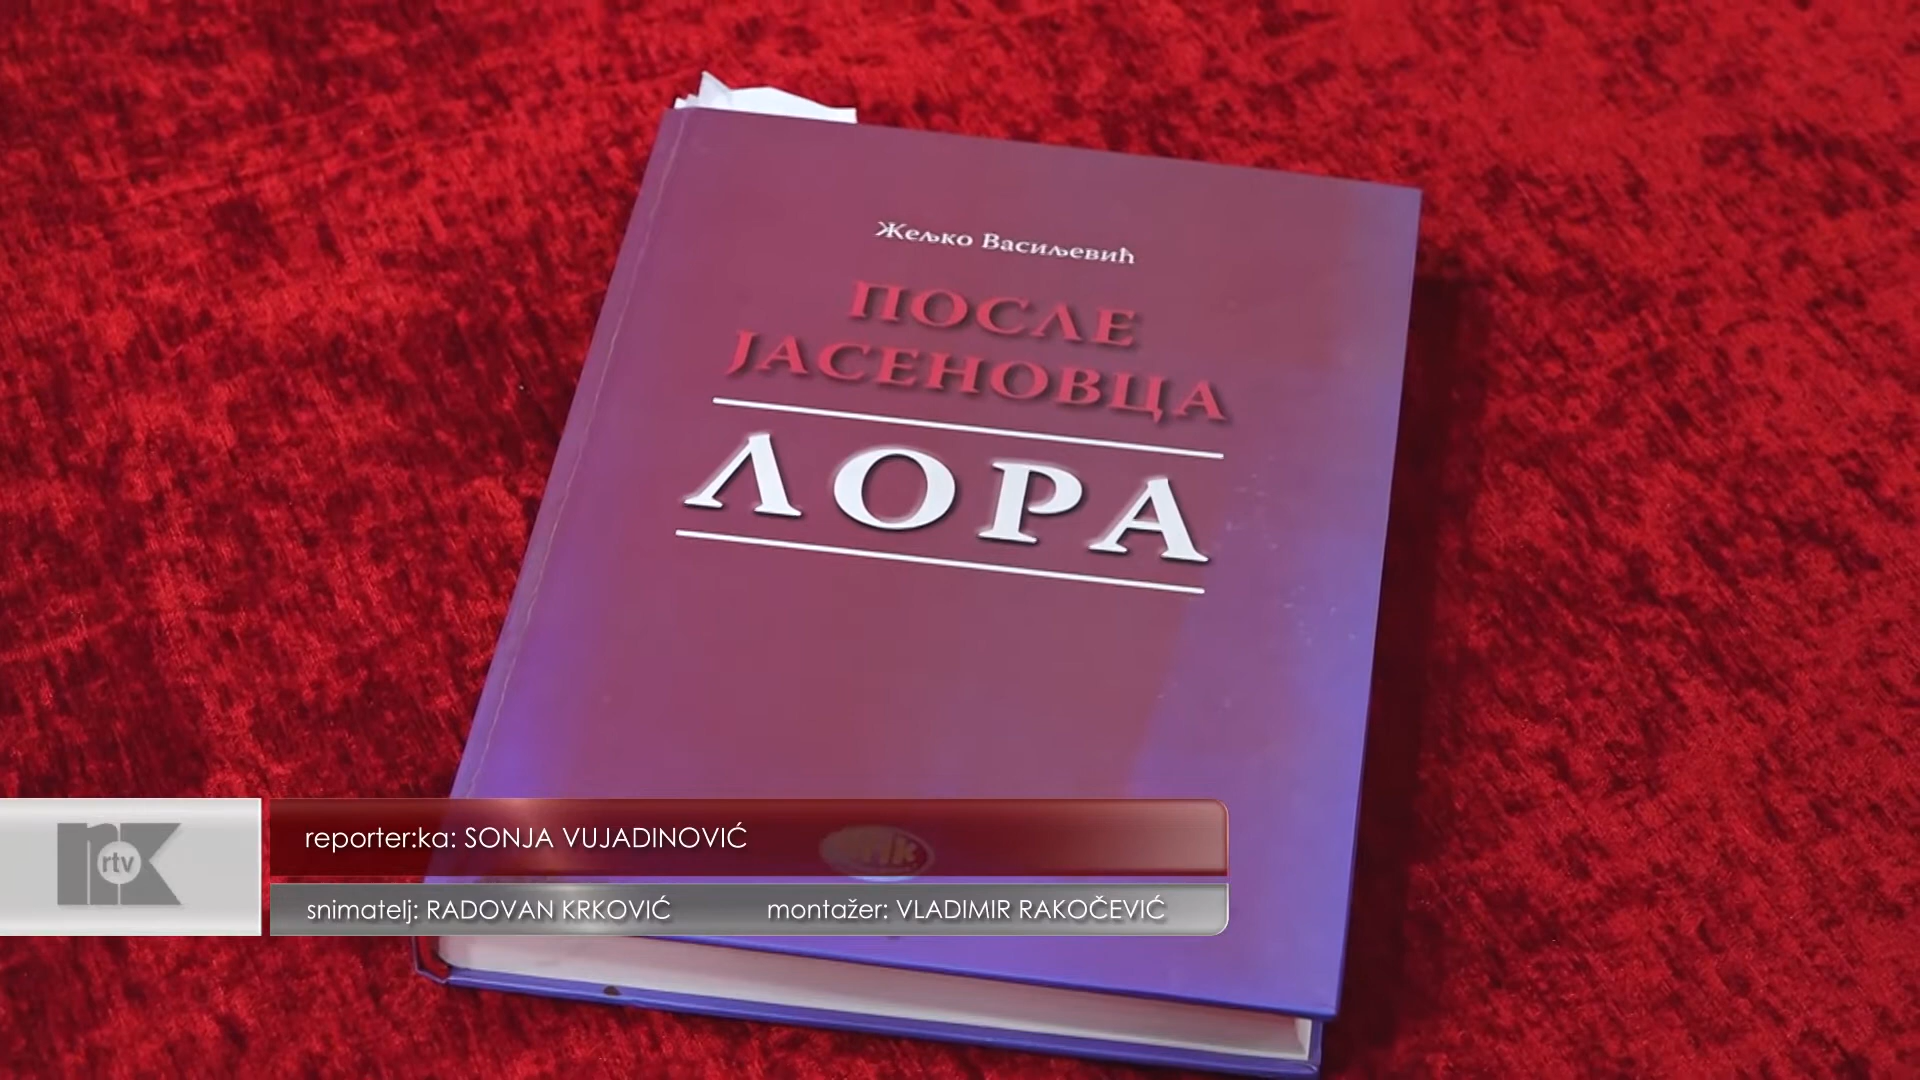 Жељко Васиљевић
ПОСЛЕ
ЈАСЕНОВЦА
ЛОРА
rtv
reporter:ka: SONJA VUJADINOVIĆ
snimatelj: RADOVAN KRKOVIĆ
montažer: VLADIMIR RAKOČEVIĆ